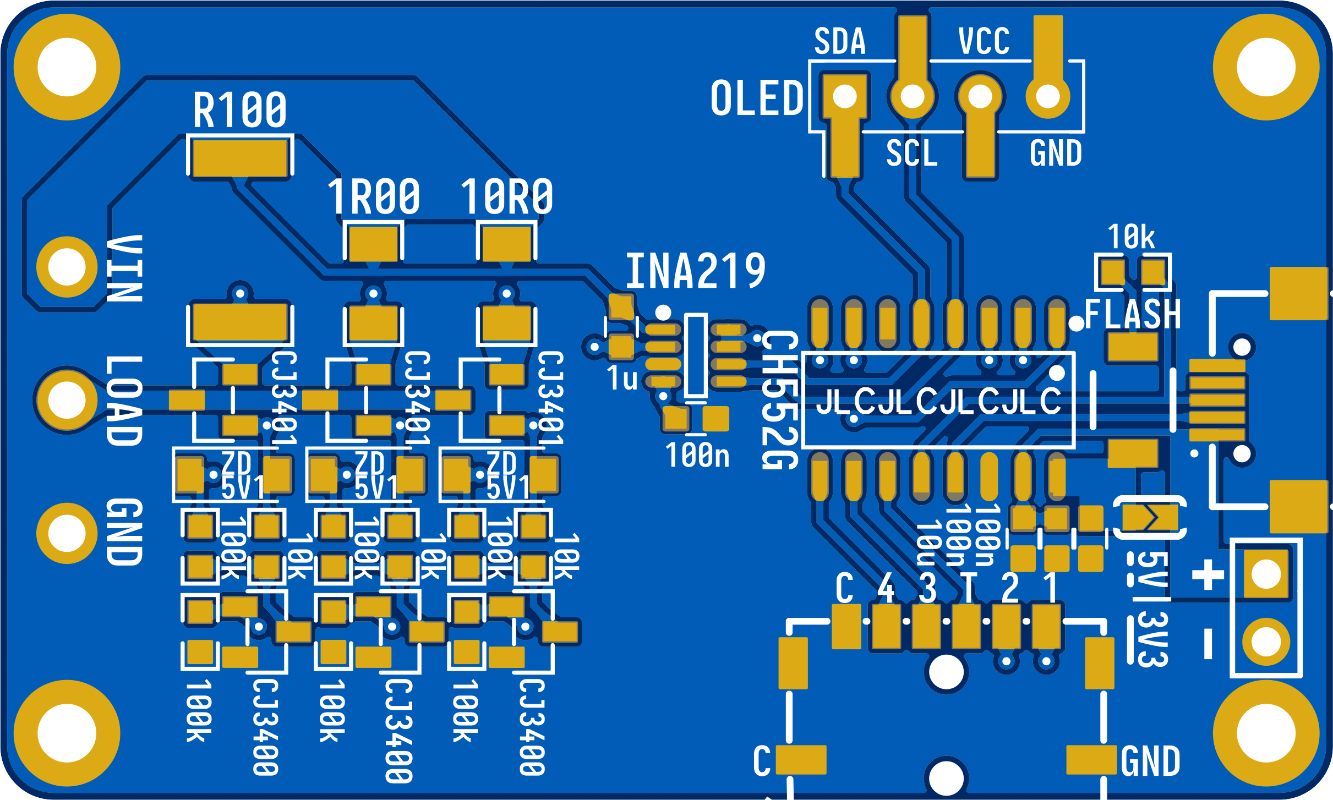 SDA
VCC
OLED
SCL
GND
R100
1R00
10R0
10k
INA219
FLASH
VIN
LOAD
GND
1u
100n
CH552G
JLCJLCJLCJLC
CJ3401
CJ3401
CJ3401
ZD
5V1
ZD
5V1
ZD
5V1
100k
10k
100k
10k
100k
10k
10u
100n
100n
C 4 3 T 2 1
5V
3V3
+
-
100k
CJ3400
100k
CJ3400
100k
CJ3400
C
GND